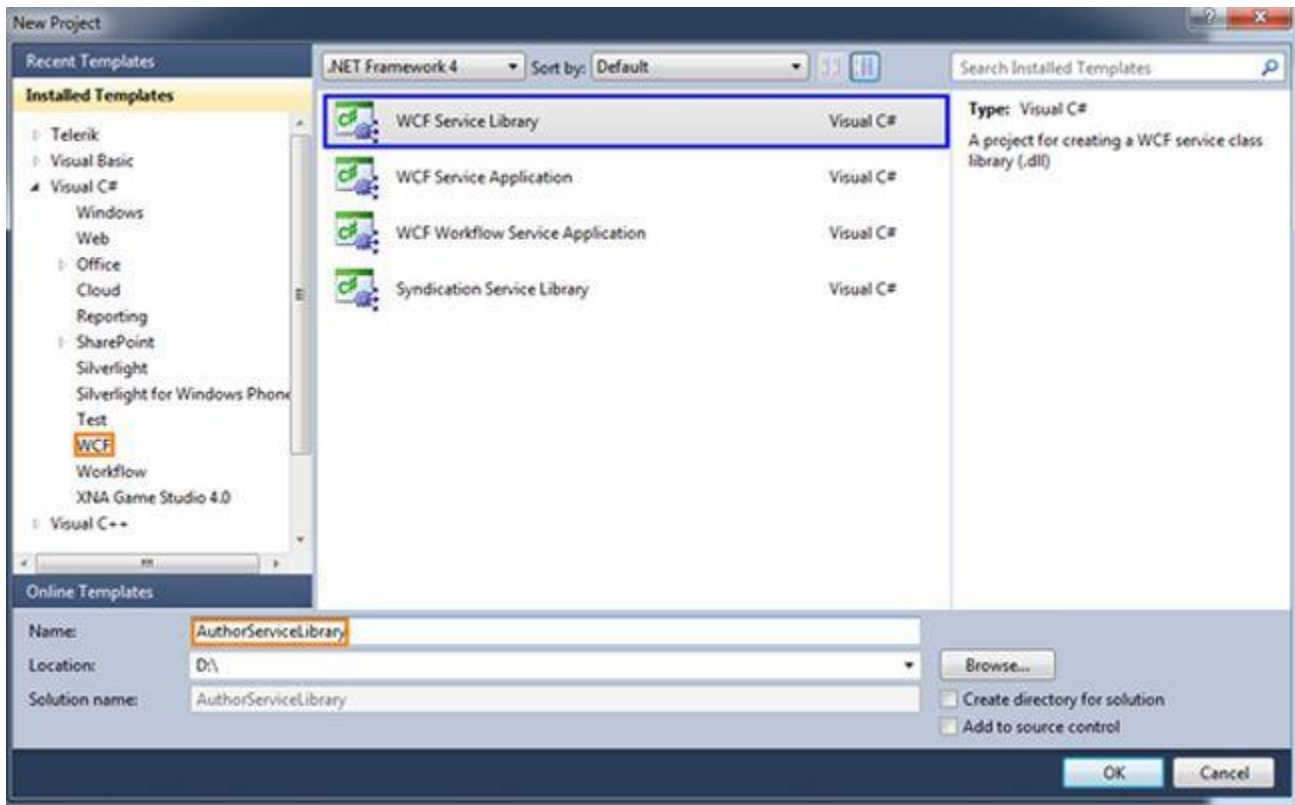 New Project
Recent Templates
Installed Templates
Telerik
Visual Basic
Visual C#
Windows
Web
Office
Cloud
Reporting
SharePoint
Silverlight
Silverlight for Windows Phone
Test
WCF
Workflow
XNA Game Studio 4.0
Visual C++
Online Templates
.NET Framework 4 Sort by: Default
WCF Service Library Visual C#
WCF Service Application Visual C#
WCF Workflow Service Application Visual C#
Syndication Service Library Visual C#
Search Installed Templates
Type: Visual C#
A project for creating a WCF service class
library (.dll)
Name: AuthorServiceLibrary
Location: D:\
Browse...
Solution name: AuthorServiceLibrary
Create directory for solution
Add to source control
OK Cancel